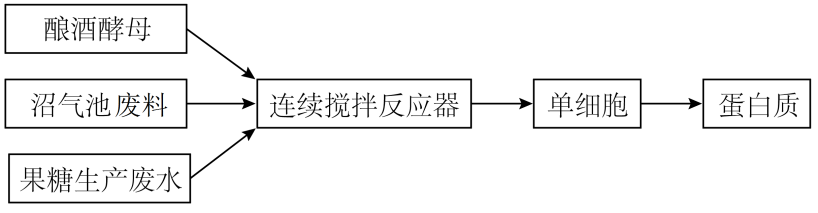 酿酒酵母
沼气池废料
果糖生产废水
连续搅拌反应器
单细胞
蛋白质